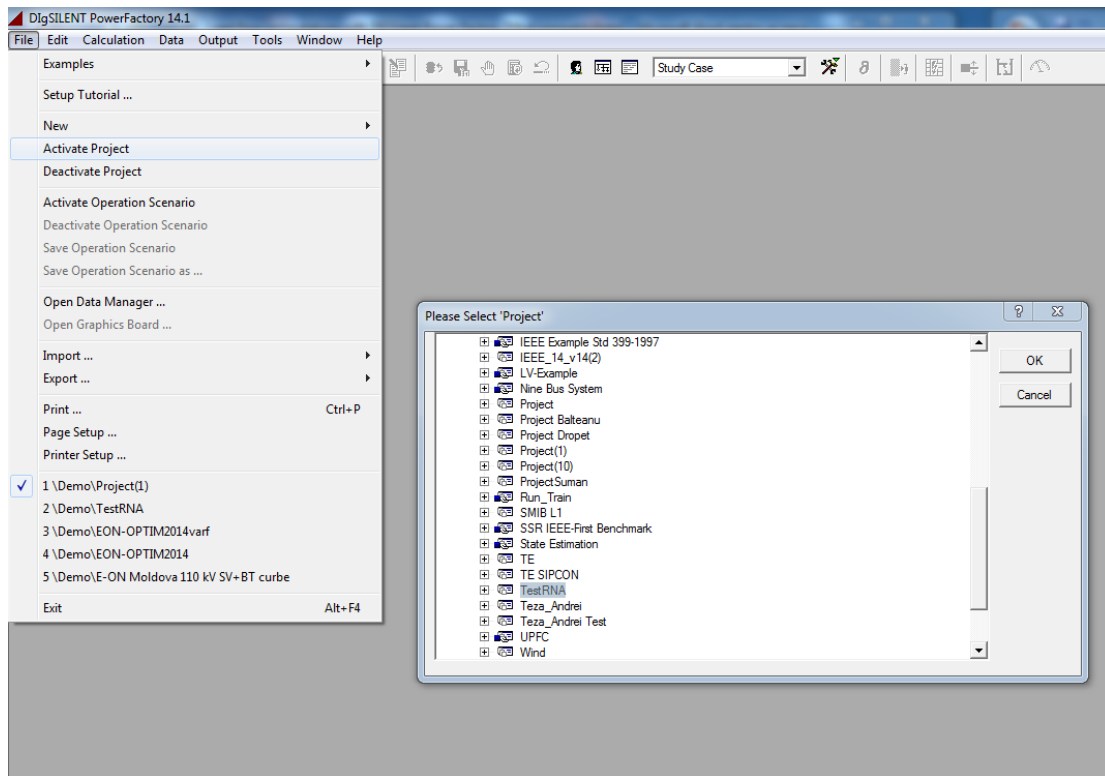 DIgSILENT PowerFactory 14.1
File Edit Calculation Data Output Tools Window Help
Examples
Setup Tutorial ...
New
Activate Project
Deactivate Project
Activate Operation Scenario
Deactivate Operation Scenario
Save Operation Scenario
Save Operation Scenario as ...
Open Data Manager ...
Open Graphics Board ...
Import ...
Export ...
Print ... Ctrl+P
Page Setup ...
Printer Setup ...
1 \Demo\Project(1)
2 \Demo\TestRNA
3 \Demo\EON-OPTIM2014varf
4 \Demo\EON-OPTIM2014
5 \Demo\E-ON Moldova 110 kV SV+BT curbe
Exit Alt+F4
Study Case
Please Select 'Project'
IEEE Example Std 399-1997
IEEE_14_v14(2)
LV-Example
Nine Bus System
Project
Project Balteanu
Project Dropet
Project(1)
Project(10)
ProjectSuman
Run_Train
SMIB L1
SSR IEEE-First Benchmark
State Estimation
TE
TE SIPCON
TestRNA
Teza_Andrei
Teza_Andrei Test
UPFC
Wind
OK
Cancel